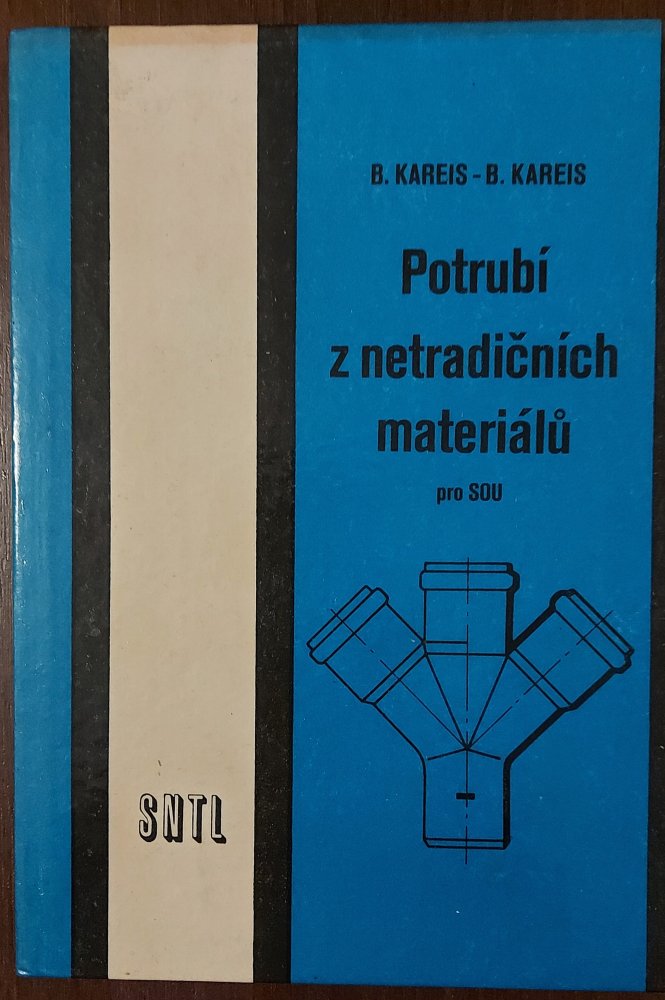 B. KAREIS - B. KAREIS
Potrubí
z netradičních
materiálů
pro SOU
SNTL